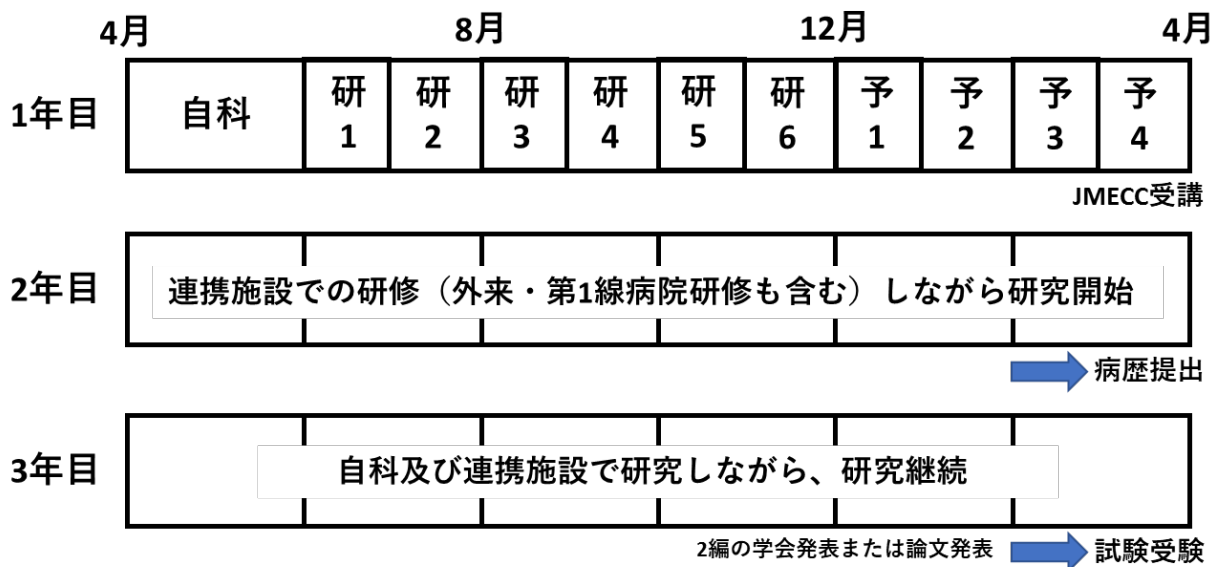 4月 8月 12月 4月
1年目
自科
研1 研2 研3 研4 研5 研6 予1 予2 予3 予4
JMECC受講
2年目
連携施設での研修（外来・第1線病院研修も含む）しながら研究開始
病歴提出
3年目
自科及び連携施設で研究しながら、研究継続
2編の学会発表または論文発表
試験受験